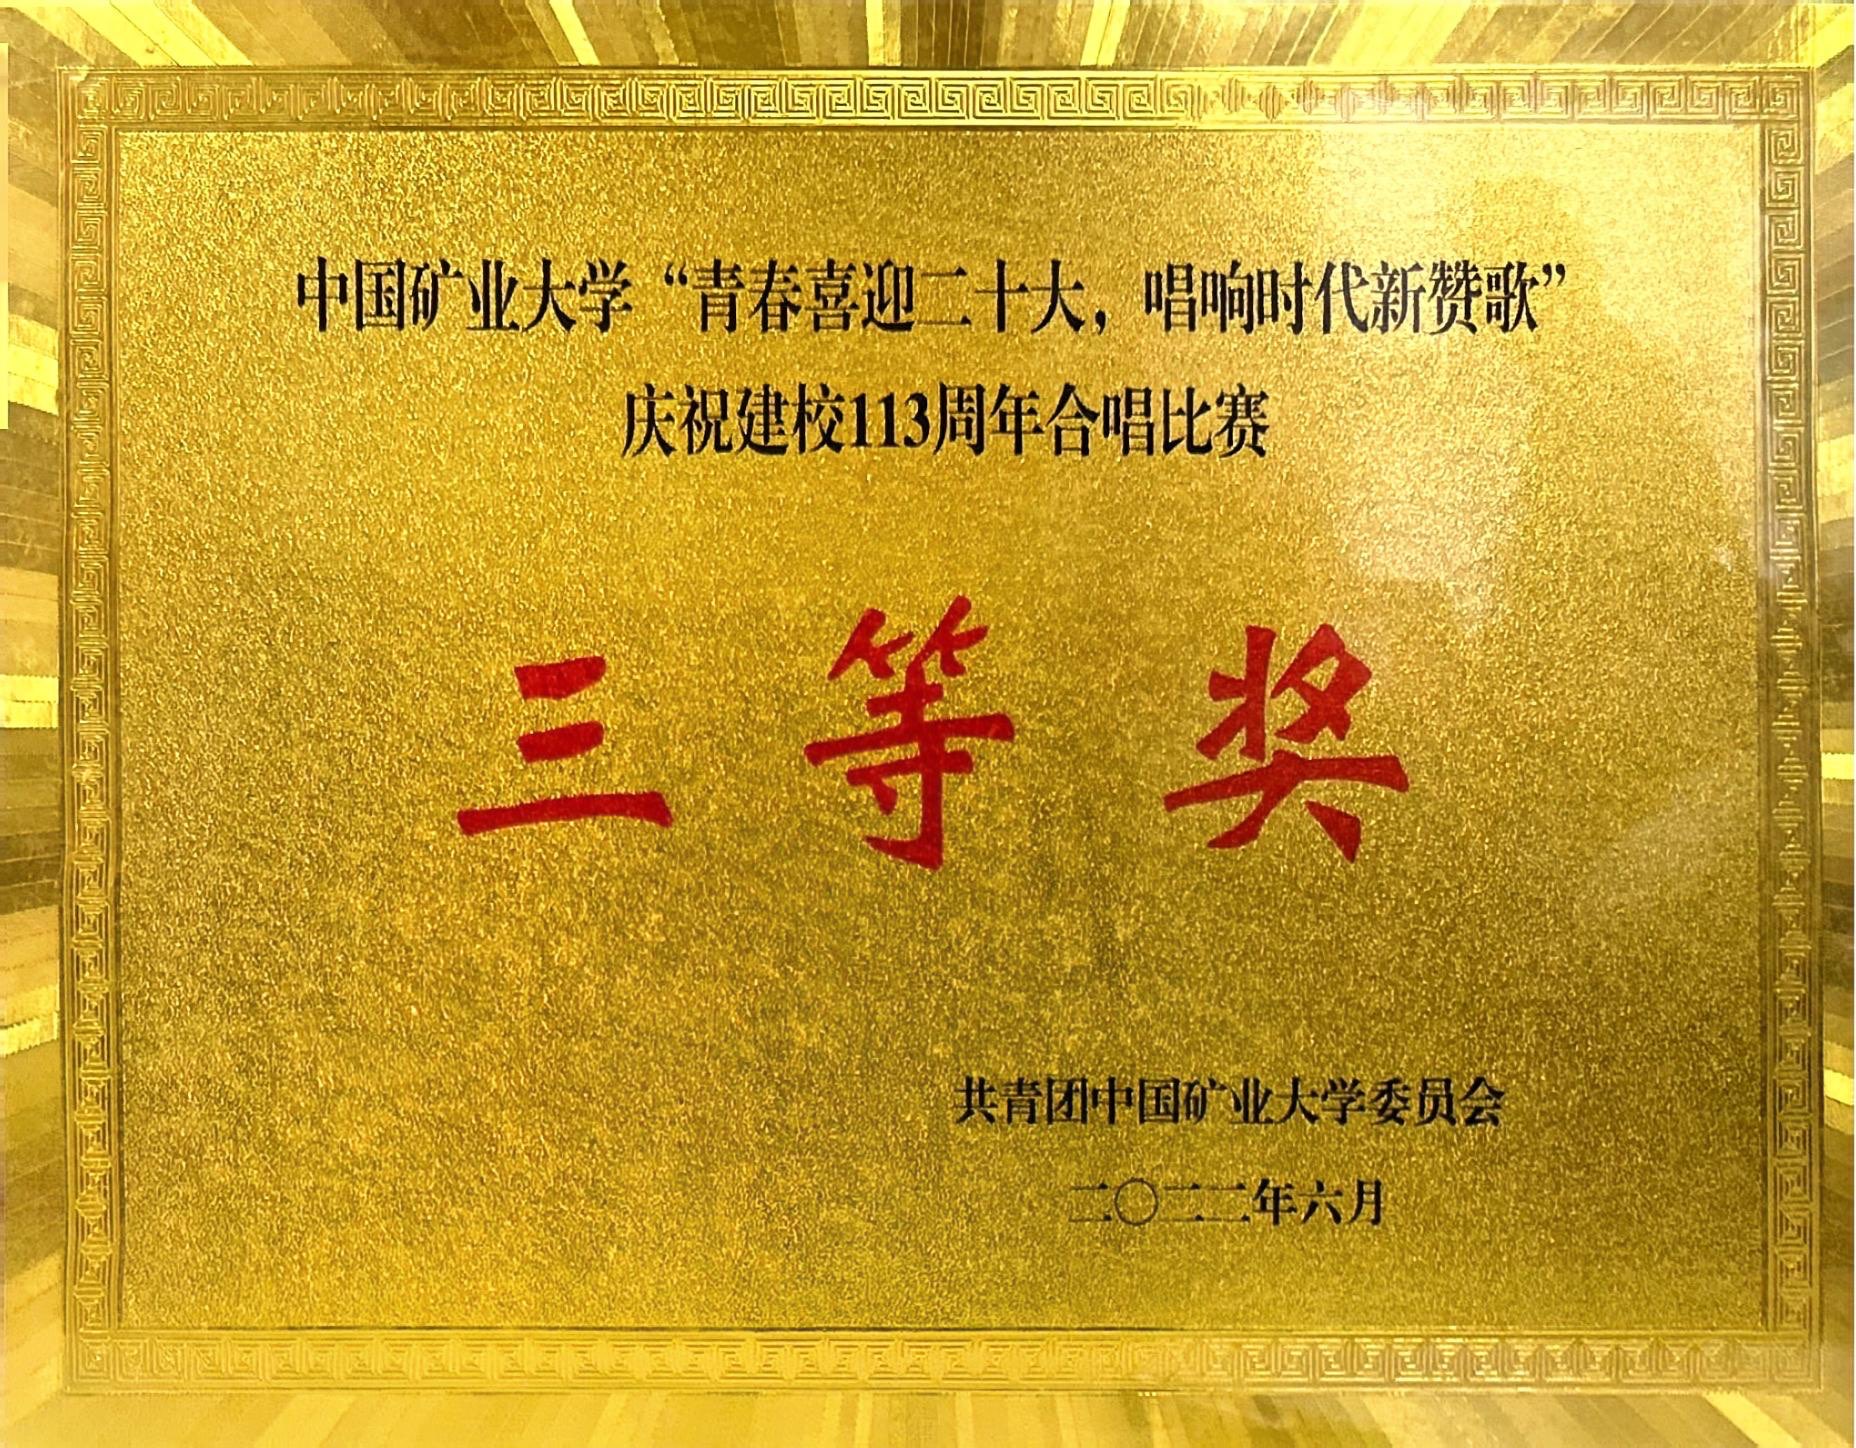 中国矿业大学“青春喜迎二十大，唱响时代新赞歌”
庆祝建校113周年合唱比赛
三等奖
共青团中国矿业大学委员会
二〇二二年六月